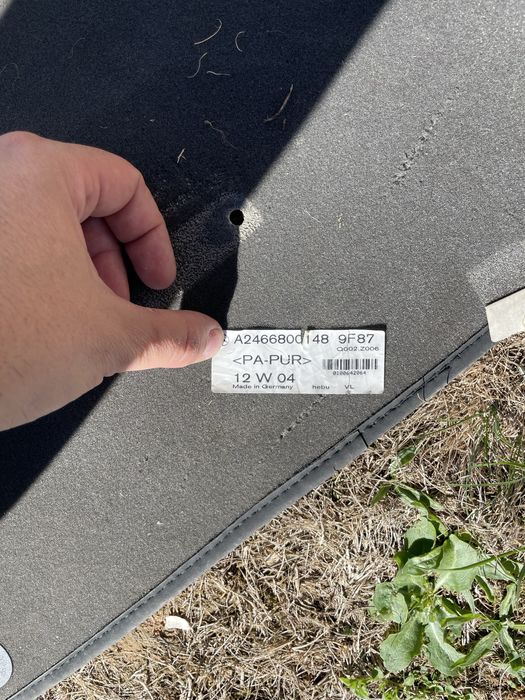 A2466800148 9F87
Q002.Z006
<PA-PUR>
0100642064
12 W 04
Made in Germany hebu VL